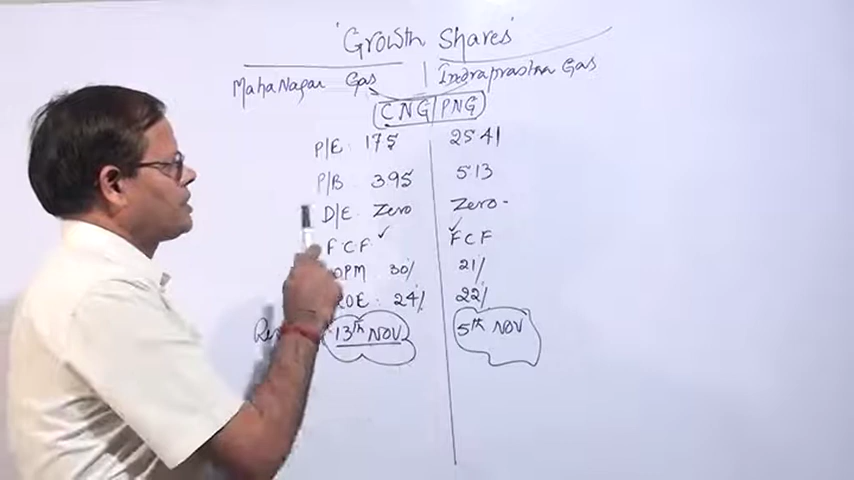 'Growth Shares'
MahaNagar Gas | Indraprastha Gas
CNG/PNG
P/E 17.5 25.41
P/B 3.95 5.13
D/E Zero Zero
FCF ✓ ✓ FCF
OPM 30% 21%
ROE 24% 22%
13th NOV 5th NOV